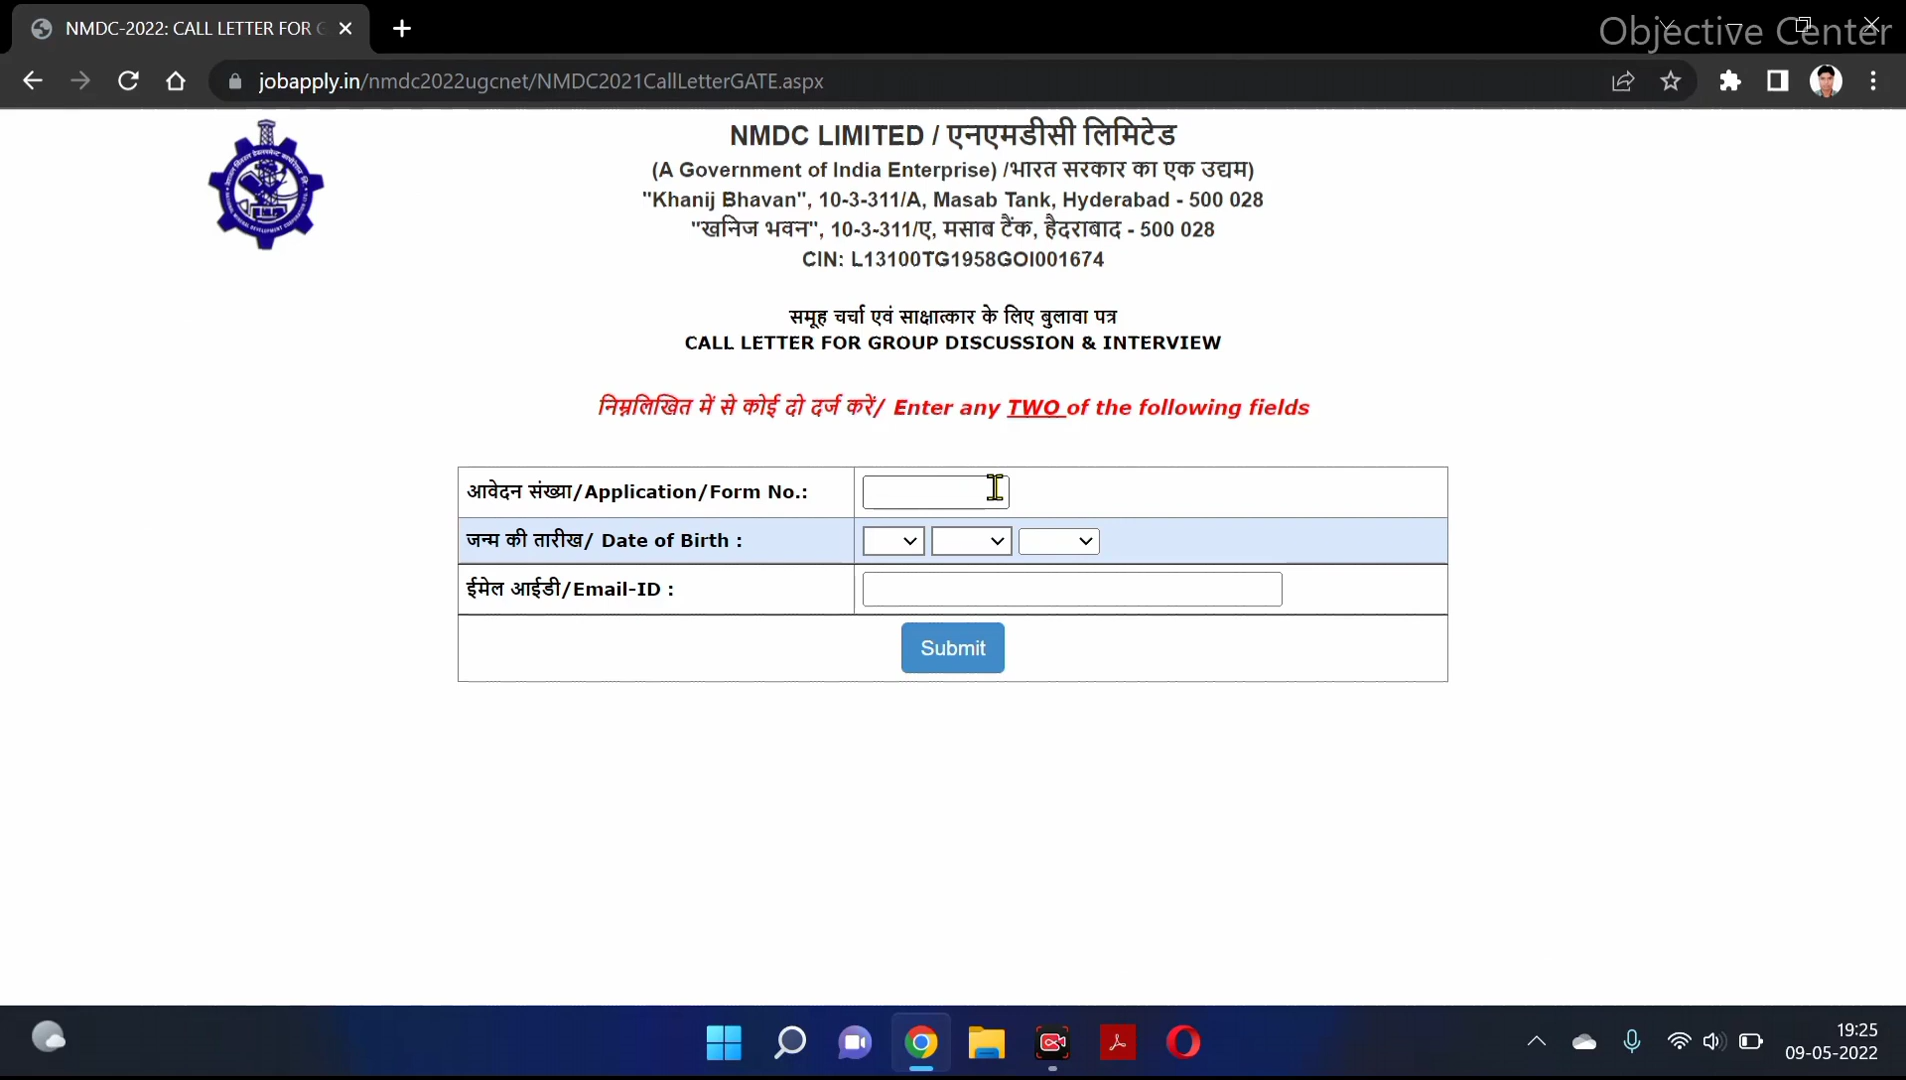 NMDC-2022: CALL LETTER FOR G
Objective Center
jobapply.in/nmdc2022ugcnet/NMDC2021CallLetterGATE.aspx
NMDC LIMITED / एनएमडीसी लिमिटेड
(A Government of India Enterprise) /भारत सरकार का एक उद्यम)
"Khanij Bhavan", 10-3-311/A, Masab Tank, Hyderabad - 500 028
"खनिज भवन", 10-3-311/ए, मसाब टैंक, हैदराबाद - 500 028
CIN: L13100TG1958GOI001674
समूह चर्चा एवं साक्षात्कार के लिए बुलावा पत्र
CALL LETTER FOR GROUP DISCUSSION & INTERVIEW
निम्नलिखित में से कोई दो दर्ज करें/ Enter any TWO of the following fields
आवेदन संख्या/Application/Form No.:
जन्म की तारीख/ Date of Birth :
ईमेल आईडी/Email-ID :
Submit
19:25
09-05-2022